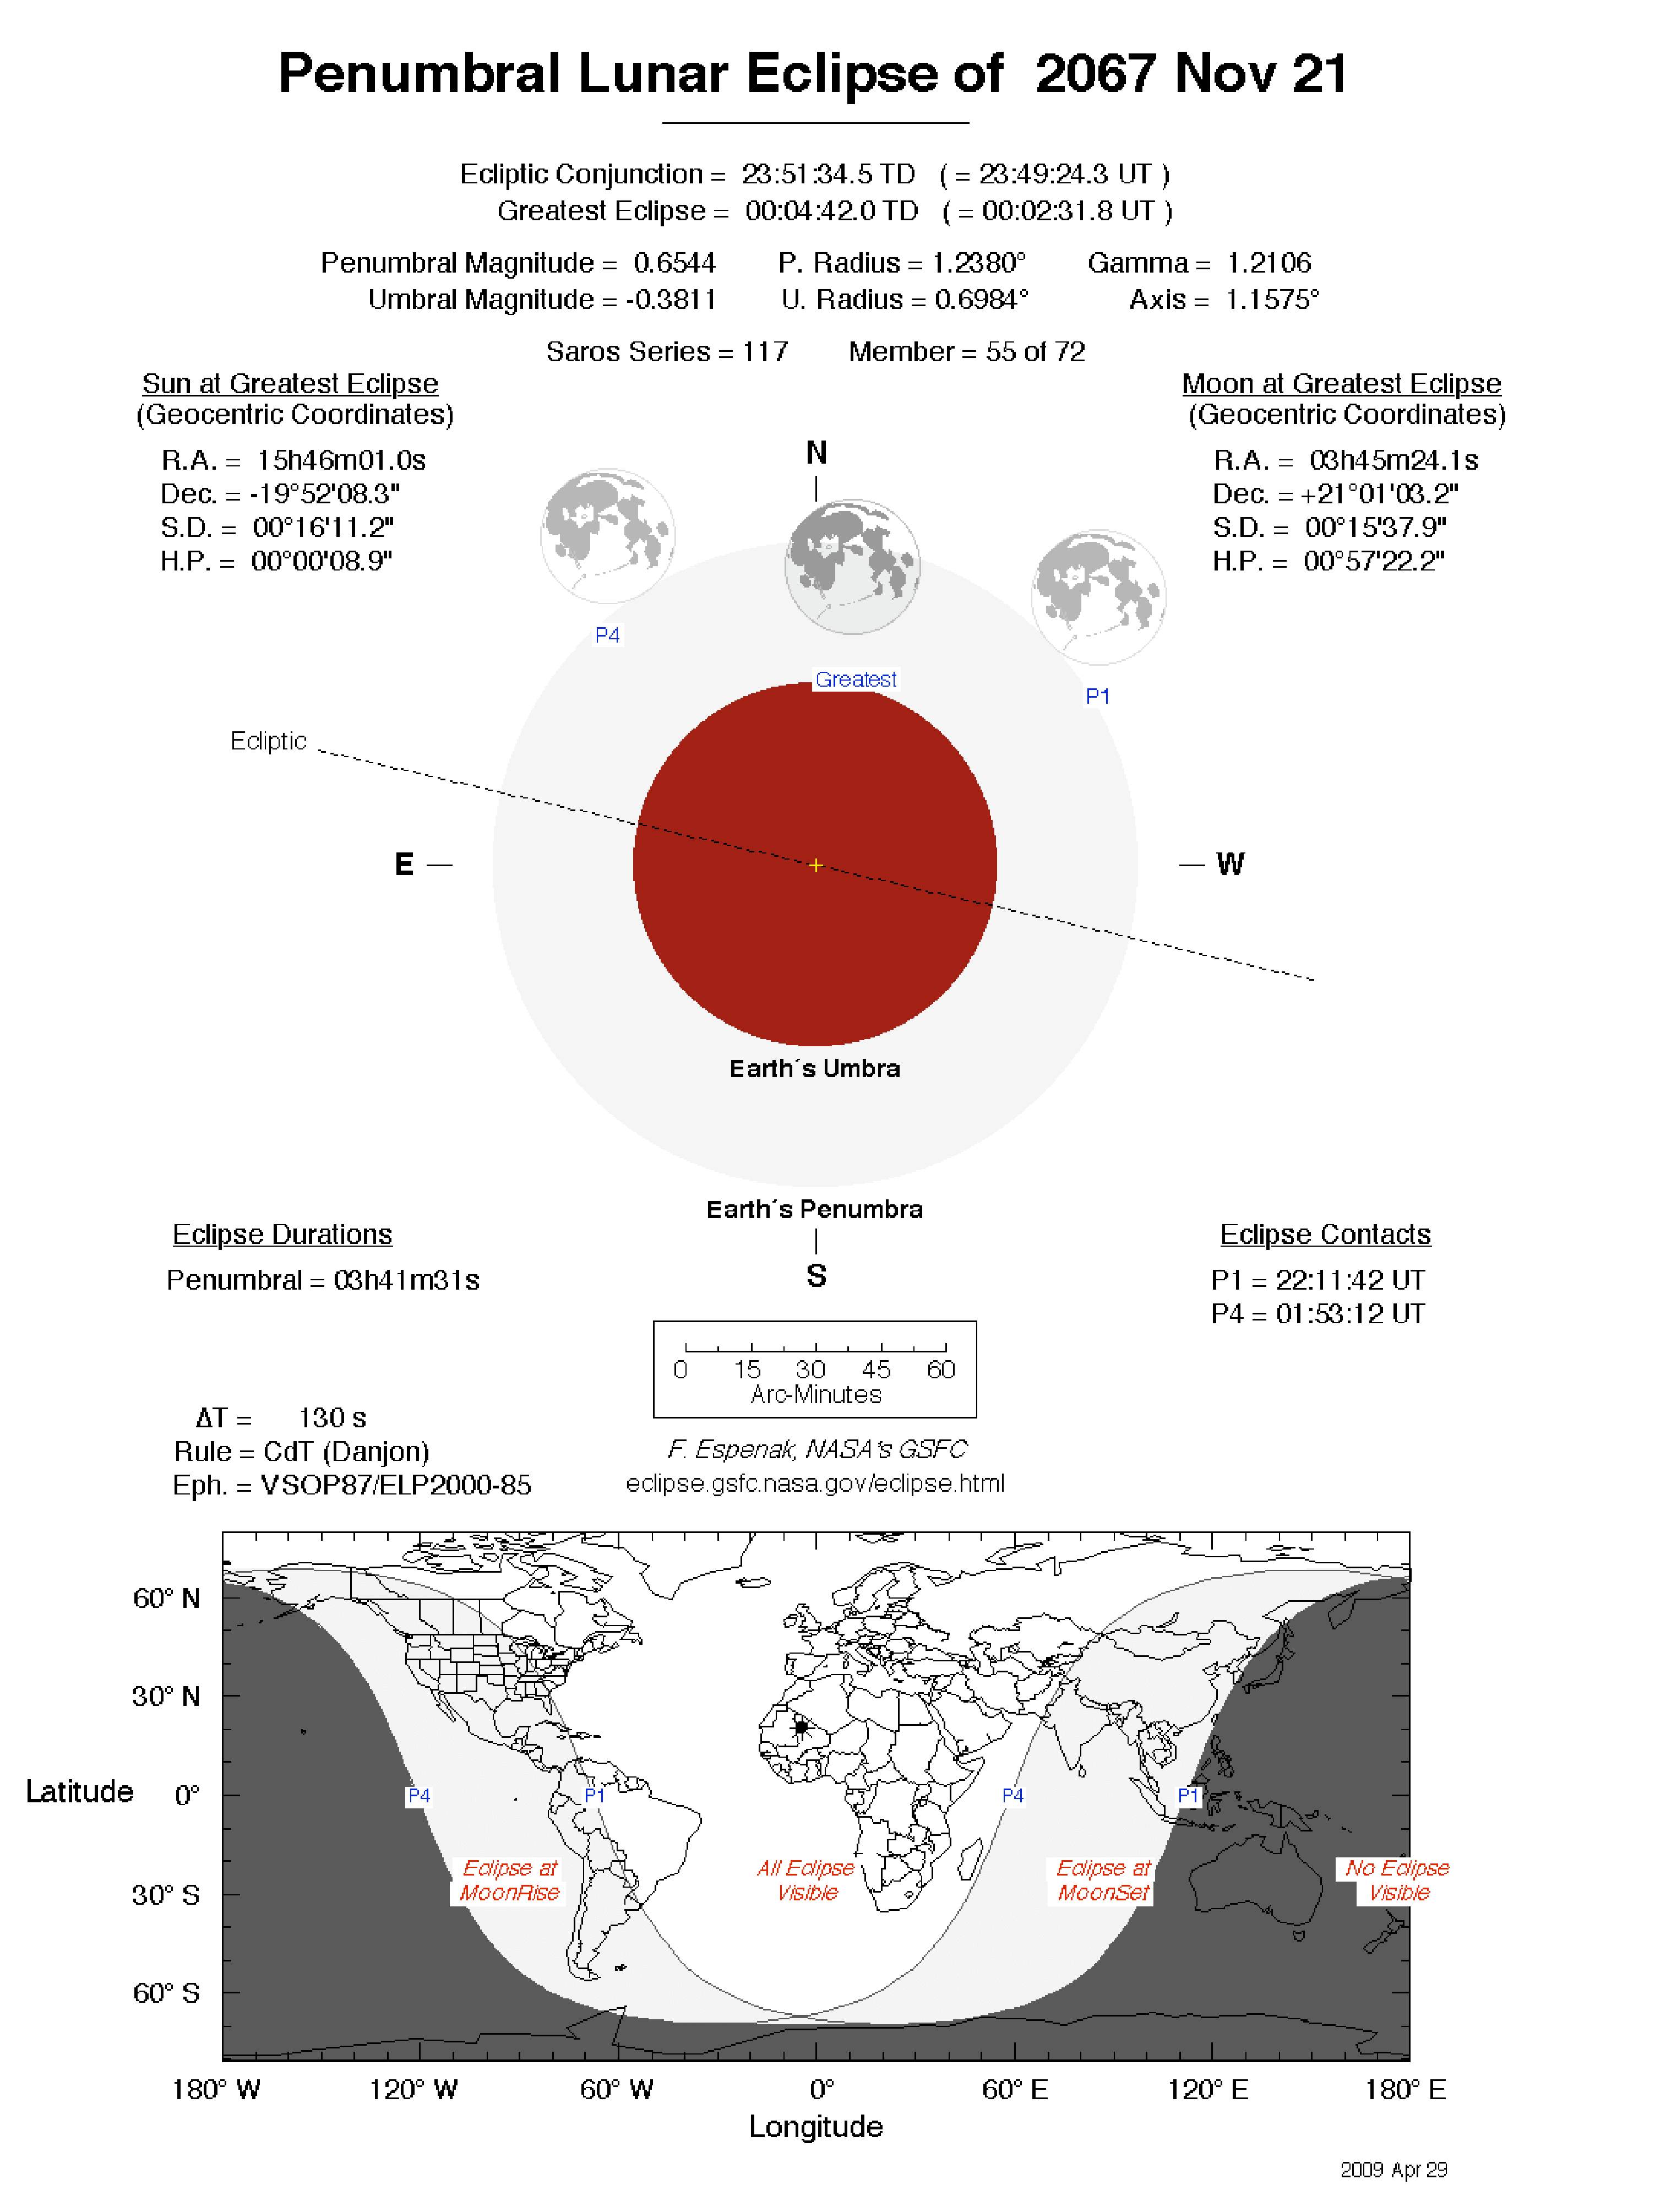 Penumbral Lunar Eclipse of 2067 Nov 21
Ecliptic Conjunction = 23:51:34.5 TD ( = 23:49:24.3 UT )
Greatest Eclipse = 00:04:42.0 TD ( = 00:02:31.8 UT )
Penumbral Magnitude = 0.6544 P. Radius = 1.2380° Gamma = 1.2106
Umbral Magnitude = -0.3811 U. Radius = 0.6984° Axis = 1.1575°
Saros Series = 117 Member = 55 of 72
Sun at Greatest Eclipse
(Geocentric Coordinates)
R.A. = 15h46m01.0s
Dec. = -19°52'08.3"
S.D. = 00°16'11.2"
H.P. = 00°00'08.9"
Moon at Greatest Eclipse
(Geocentric Coordinates)
R.A. = 03h45m24.1s
Dec. = +21°01'03.2"
S.D. = 00°15'37.9"
H.P. = 00°57'22.2"
N
P4
Greatest
P1
Ecliptic
E
W
Earth´s Umbra
Earth´s Penumbra
S
Eclipse Durations
Penumbral = 03h41m31s
Eclipse Contacts
P1 = 22:11:42 UT
P4 = 01:53:12 UT
0 15 30 45 60
Arc-Minutes
ΔT = 130 s
Rule = CdT (Danjon)
Eph. = VSOP87/ELP2000-85
F. Espenak, NASA's GSFC
eclipse.gsfc.nasa.gov/eclipse.html
60° N
30° N
Latitude 0°
30° S
60° S
P4
P1
P4
P1
Eclipse at
MoonRise
All Eclipse
Visible
Eclipse at
MoonSet
No Eclipse
Visible
180° W 120° W 60° W 0° 60° E 120° E 180° E
Longitude
2009 Apr 29